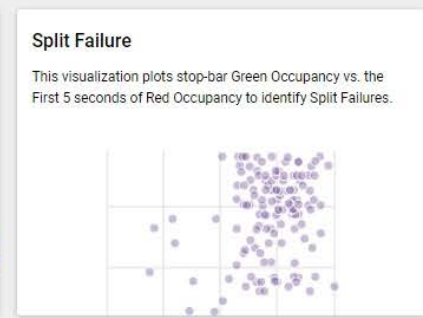 Split Failure
This visualization plots stop-bar Green Occupancy vs. the
First 5 seconds of Red Occupancy to identify Split Failures.